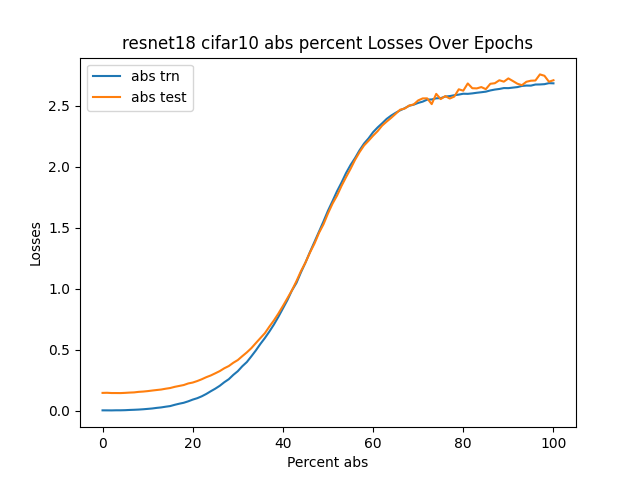 resnet18 cifar10 abs percent Losses Over Epochs
abs trn
abs test
Losses
2.5
2.0
1.5
1.0
0.5
0.0
0
20
40
60
80
100
Percent abs